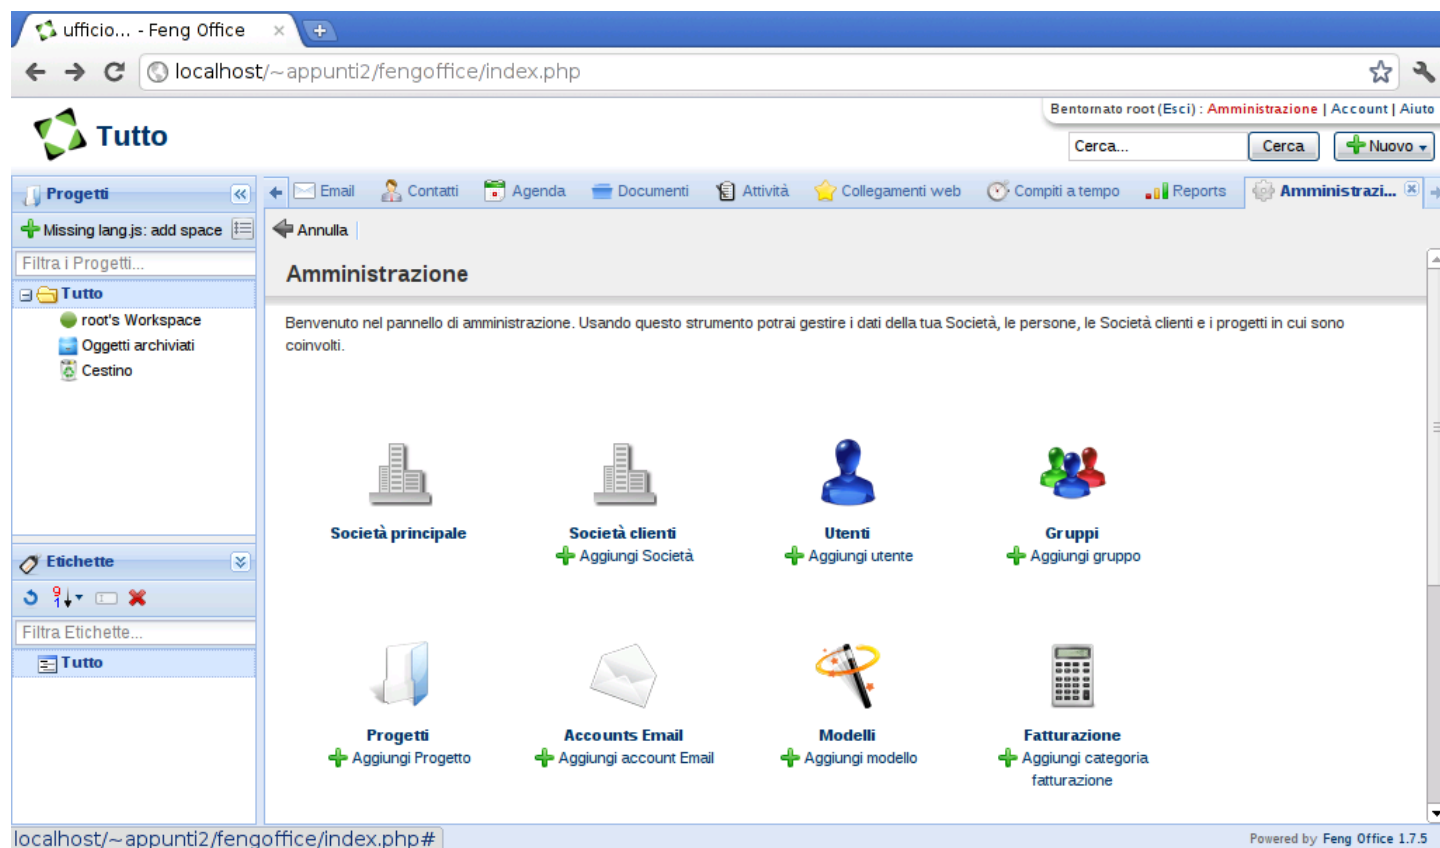 ufficio... - Feng Office
localhost/~appunti2/fengoffice/index.php
Tutto
Bentornato root (Esci) : Amministrazione | Account | Aiuto
Cerca... Cerca Nuovo
Progetti
Email Contatti Agenda Documenti Attività Collegamenti web Compiti a tempo Reports Amministrazi...
Missing lang.js: add space
Annulla
Filtra i Progetti...
Amministrazione
Tutto
root's Workspace
Oggetti archiviati
Cestino
Benvenuto nel pannello di amministrazione. Usando questo strumento potrai gestire i dati della tua Società, le persone, le Società clienti e i progetti in cui sono
coinvolti.
Società principale
Società clienti
Aggiungi Società
Utenti
Aggiungi utente
Gruppi
Aggiungi gruppo
Etichette
Filtra Etichette...
Tutto
Progetti
Aggiungi Progetto
Accounts Email
Aggiungi account Email
Modelli
Aggiungi modello
Fatturazione
Aggiungi categoria
fatturazione
localhost/~appunti2/fengoffice/index.php#
Powered by Feng Office 1.7.5